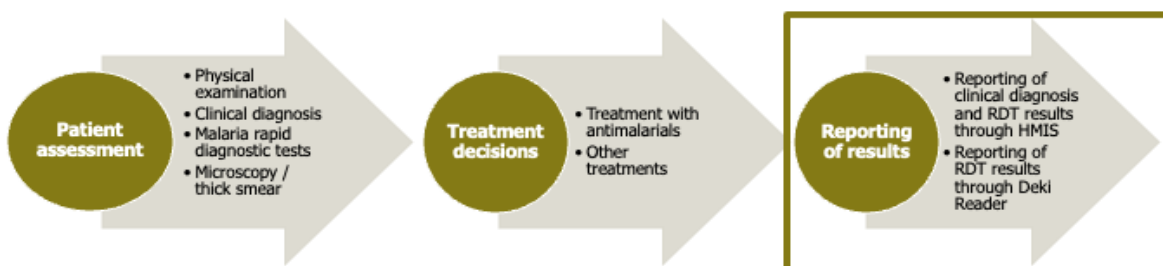 Patient
assessment
• Physical
examination
• Clinical diagnosis
• Malaria rapid
diagnostic tests
• Microscopy /
thick smear
Treatment
decisions
• Treatment with
antimalarials
• Other
treatments
Reporting
of results
• Reporting of
clinical diagnosis
and RDT results
through HMIS
• Reporting of
RDT results
through Deki
Reader